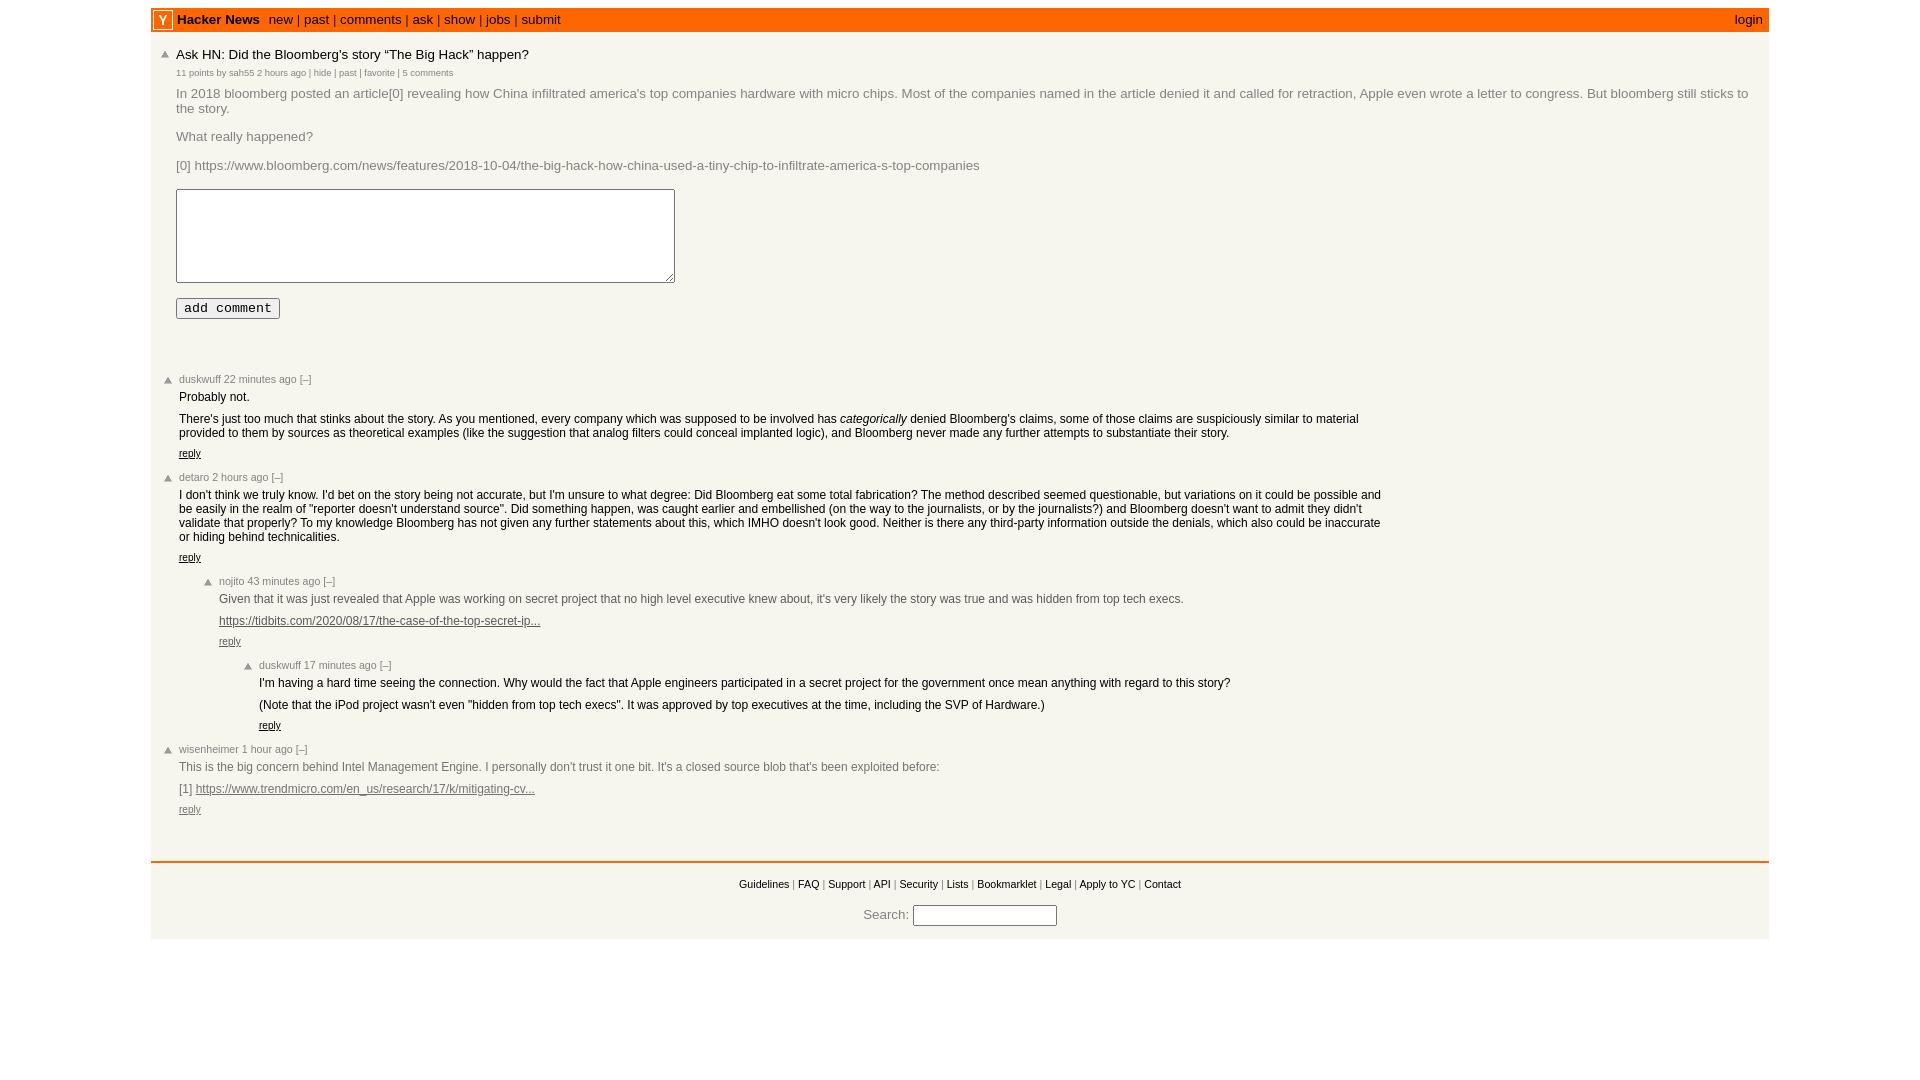 Y Hacker News new | past | comments | ask | show | jobs | submit login
Ask HN: Did the Bloomberg's story “The Big Hack” happen?
11 points by sah55 2 hours ago | hide | past | favorite | 5 comments
In 2018 bloomberg posted an article[0] revealing how China infiltrated america's top companies hardware with micro chips. Most of the companies named in the article denied it and called for retraction, Apple even wrote a letter to congress. But bloomberg still sticks to
the story.
What really happened?
[0] https://www.bloomberg.com/news/features/2018-10-04/the-big-hack-how-china-used-a-tiny-chip-to-infiltrate-america-s-top-companies
add comment
duskwuff 22 minutes ago [–]
Probably not.
There's just too much that stinks about the story. As you mentioned, every company which was supposed to be involved has categorically denied Bloomberg's claims, some of those claims are suspiciously similar to material
provided to them by sources as theoretical examples (like the suggestion that analog filters could conceal implanted logic), and Bloomberg never made any further attempts to substantiate their story.
reply
detaro 2 hours ago [–]
I don't think we truly know. I'd bet on the story being not accurate, but I'm unsure to what degree: Did Bloomberg eat some total fabrication? The method described seemed questionable, but variations on it could be possible and
be easily in the realm of "reporter doesn't understand source". Did something happen, was caught earlier and embellished (on the way to the journalists, or by the journalists?) and Bloomberg doesn't want to admit they didn't
validate that properly? To my knowledge Bloomberg has not given any further statements about this, which IMHO doesn't look good. Neither is there any third-party information outside the denials, which also could be inaccurate
or hiding behind technicalities.
reply
nojito 43 minutes ago [–]
Given that it was just revealed that Apple was working on secret project that no high level executive knew about, it's very likely the story was true and was hidden from top tech execs.
https://tidbits.com/2020/08/17/the-case-of-the-top-secret-ip...
reply
duskwuff 17 minutes ago [–]
I'm having a hard time seeing the connection. Why would the fact that Apple engineers participated in a secret project for the government once mean anything with regard to this story?
(Note that the iPod project wasn't even "hidden from top tech execs". It was approved by top executives at the time, including the SVP of Hardware.)
reply
wisenheimer 1 hour ago [–]
This is the big concern behind Intel Management Engine. I personally don't trust it one bit. It's a closed source blob that's been exploited before:
[1] https://www.trendmicro.com/en_us/research/17/k/mitigating-cv...
reply
Guidelines | FAQ | Support | API | Security | Lists | Bookmarklet | Legal | Apply to YC | Contact
Search: